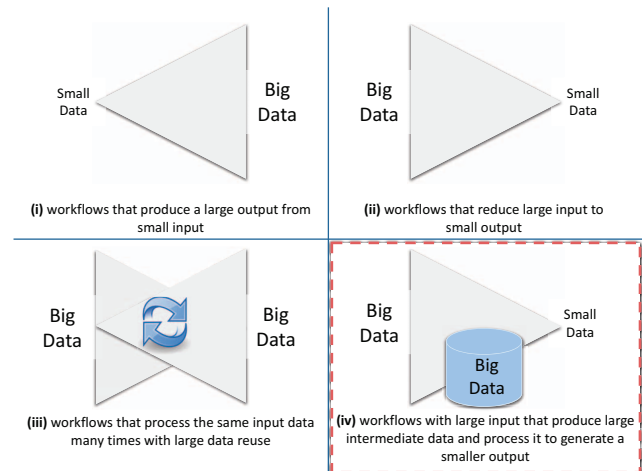 Small
Data
Big
Data
(i) workflows that produce a large output from
small input
Big
Data
Small
Data
(ii) workflows that reduce large input to
small output
Big
Data
Big
Data
(iii) workflows that process the same input data
many times with large data reuse
Big
Data
Small
Data
Big
Data
(iv) workflows with large input that produce large
intermediate data and process it to generate a
smaller output